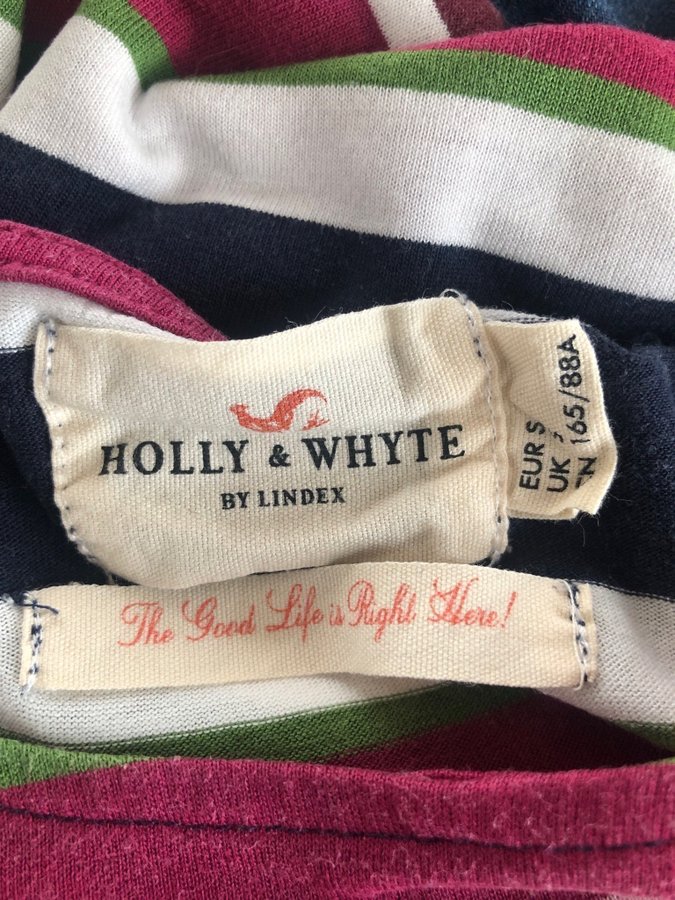 HOLLY & WHYTE
BY LINDEX
EUR S
UK
165/88A
The Good Life is Right Here!